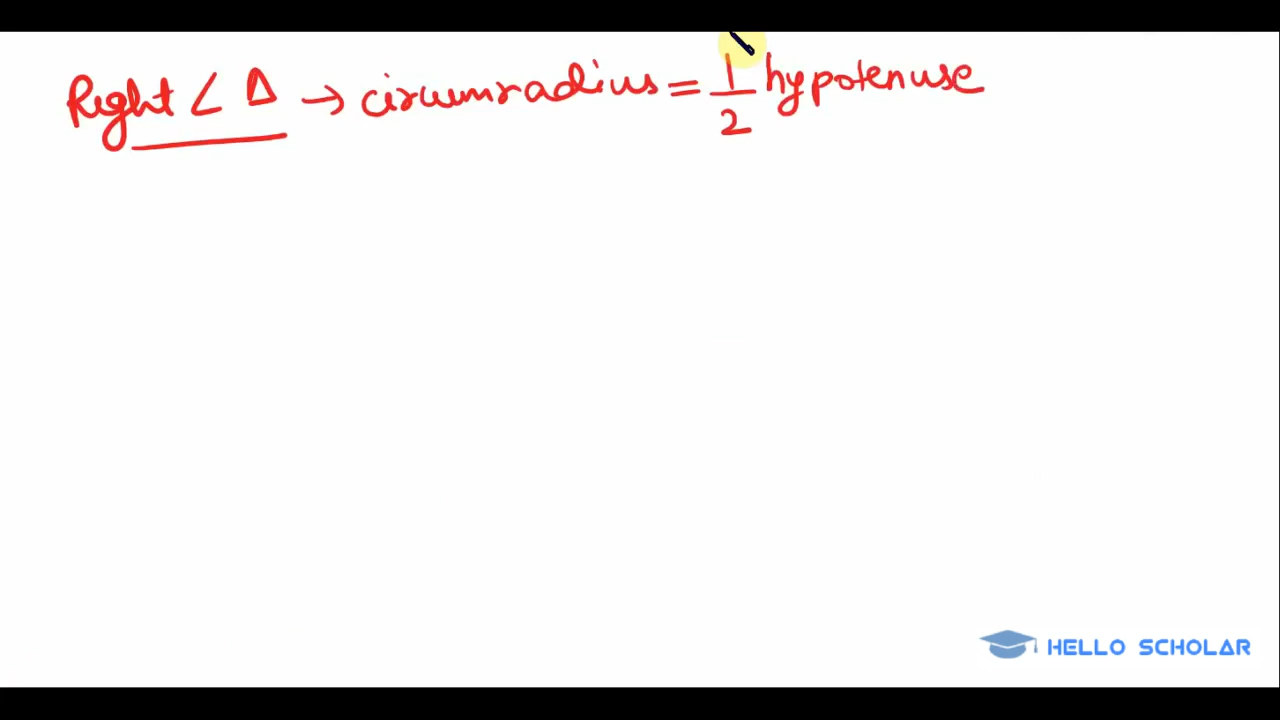 Right ∠ Δ → circumradius = 1/2 hypotenuse
HELLO SCHOLAR